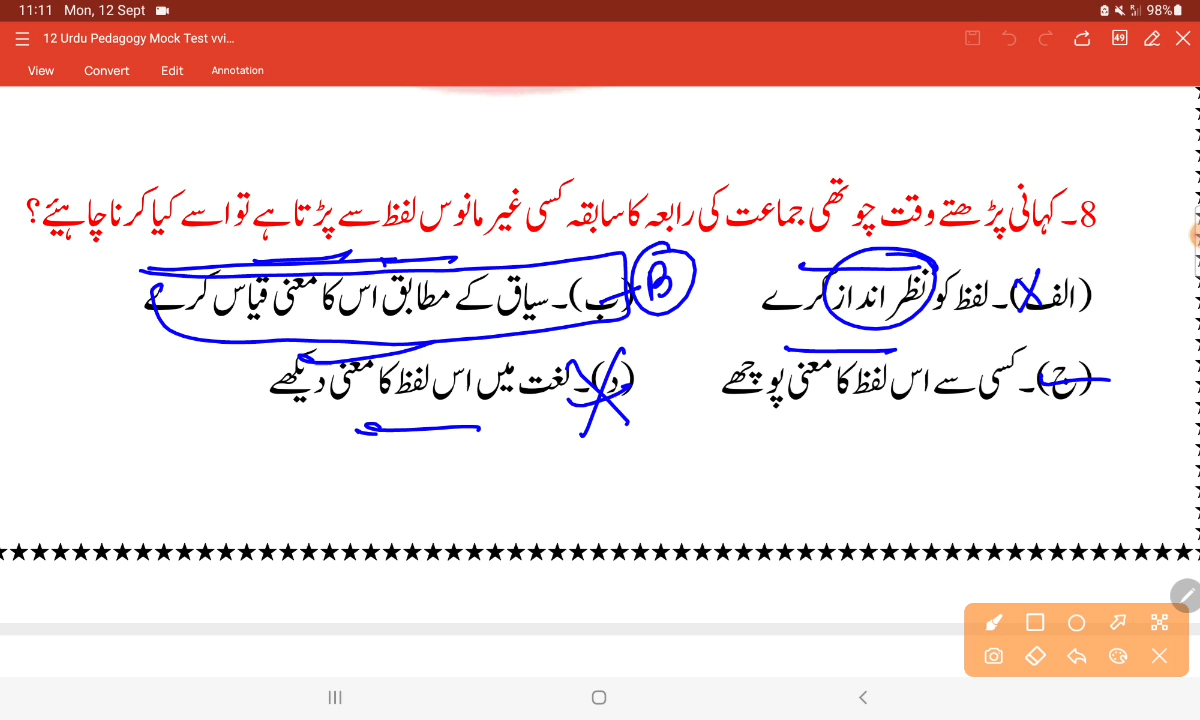 11:11 Mon, 12 Sept 98%
12 Urdu Pedagogy Mock Test vvi... 49
View Convert Edit Annotation
8۔ کہانی پڑھتے وقت چوتھی جماعت کی رابعہ کا سابقہ کسی غیر مانوس لفظ سے پڑتا ہے تو اسے کیا کرنا چاہیئے؟
(الف)۔ لفظ کو نظر انداز کرے (ب)۔ سیاق کے مطابق اس کا معنی قیاس کرے B
(ج)۔ کسی سے اس لفظ کا معنی پوچھے (د)۔ لغت میں اس لفظ کا معنی دیکھے